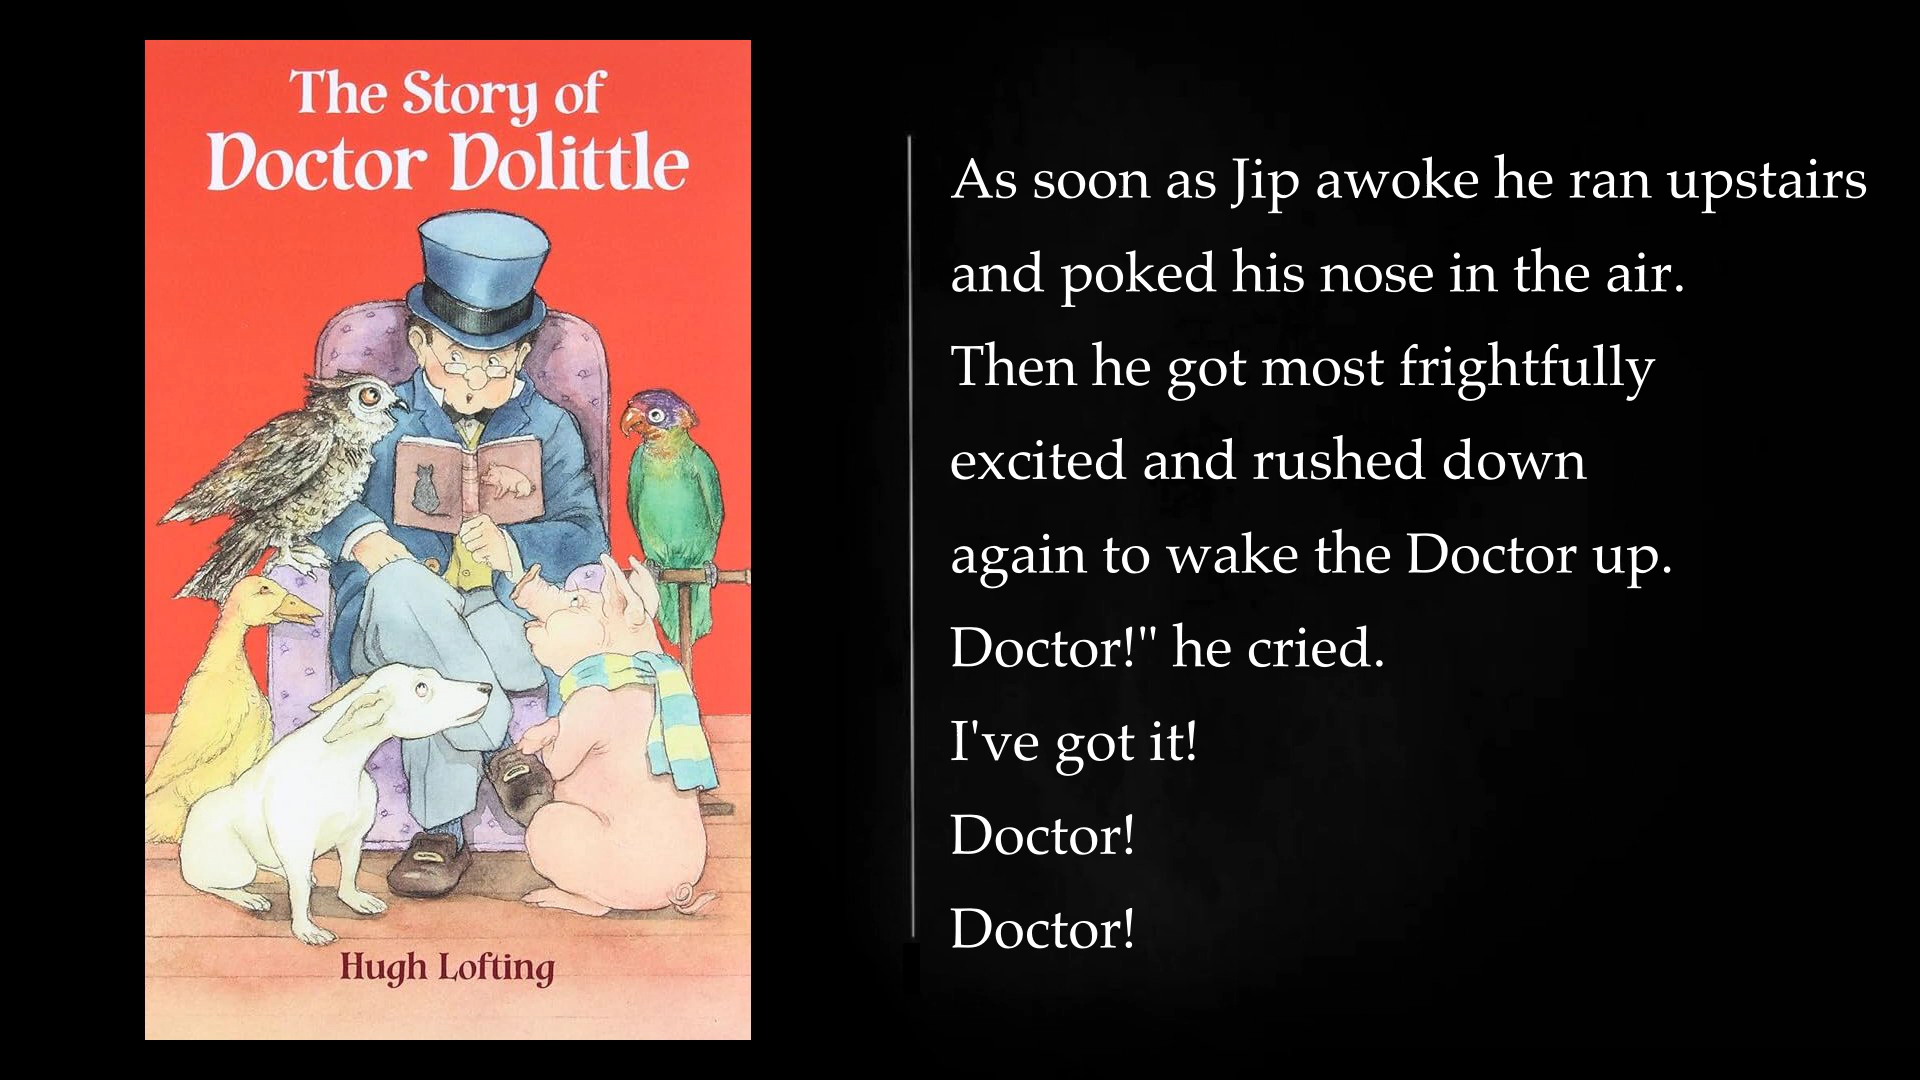 The Story of
Doctor Dolittle
Hugh Lofting
As soon as Jip awoke he ran upstairs
and poked his nose in the air.
Then he got most frightfully
excited and rushed down
again to wake the Doctor up.
Doctor!" he cried.
I've got it!
Doctor!
Doctor!